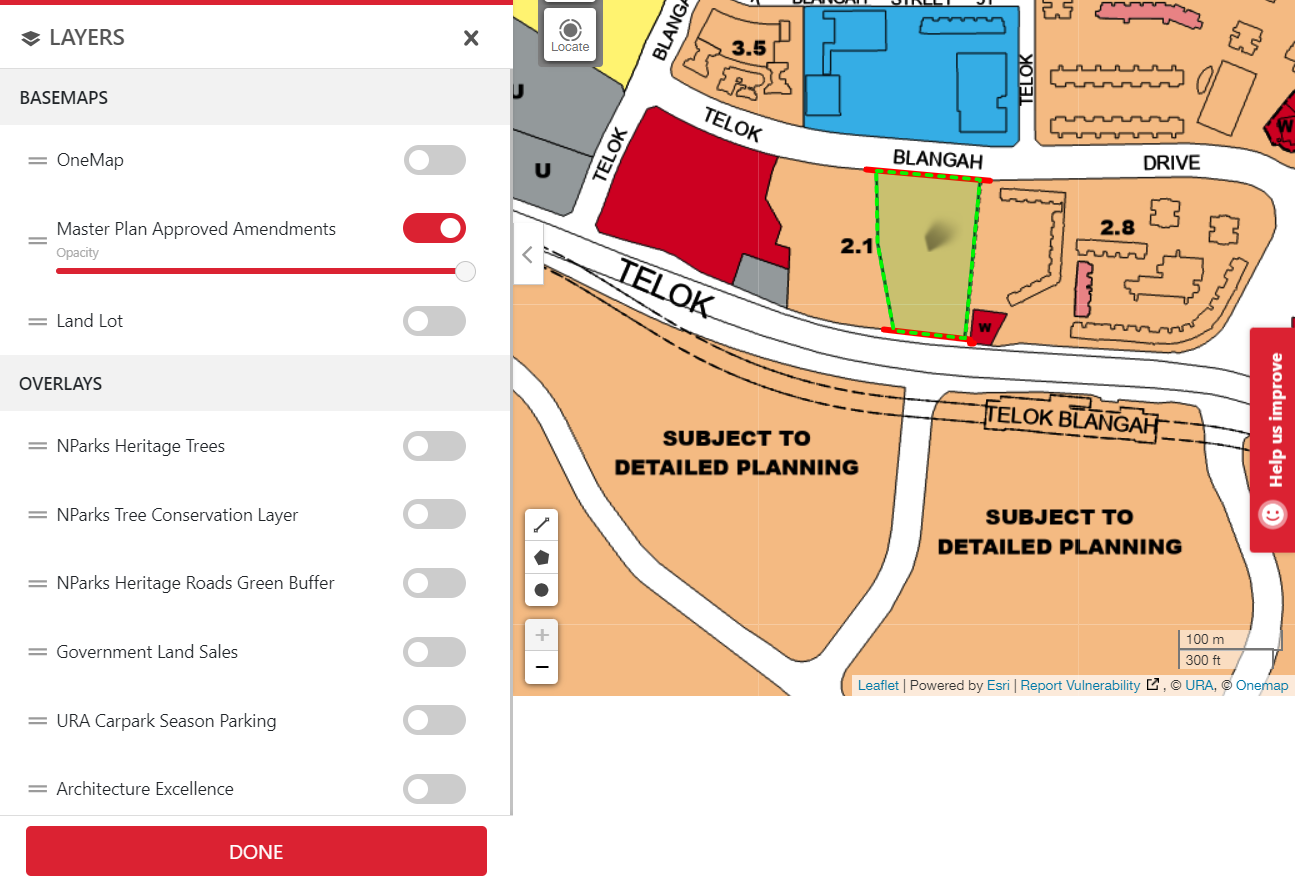 LAYERS
BASEMAPS
OneMap
Master Plan Approved Amendments
Opacity
Land Lot
OVERLAYS
NParks Heritage Trees
NParks Tree Conservation Layer
NParks Heritage Roads Green Buffer
Government Land Sales
URA Carpark Season Parking
Architecture Excellence
DONE
Locate
BLANGAH STREET 31
3.5
BLANGA
TELOK
TELOK
U
U
TELOK
BLANGAH
DRIVE
W
2.1
2.8
TELOK
W
TELOK BLANGAH
SUBJECT TO
DETAILED PLANNING
SUBJECT TO
DETAILED PLANNING
Help us improve
100 m
300 ft
Leaflet | Powered by Esri | Report Vulnerability , © URA, © Onemap